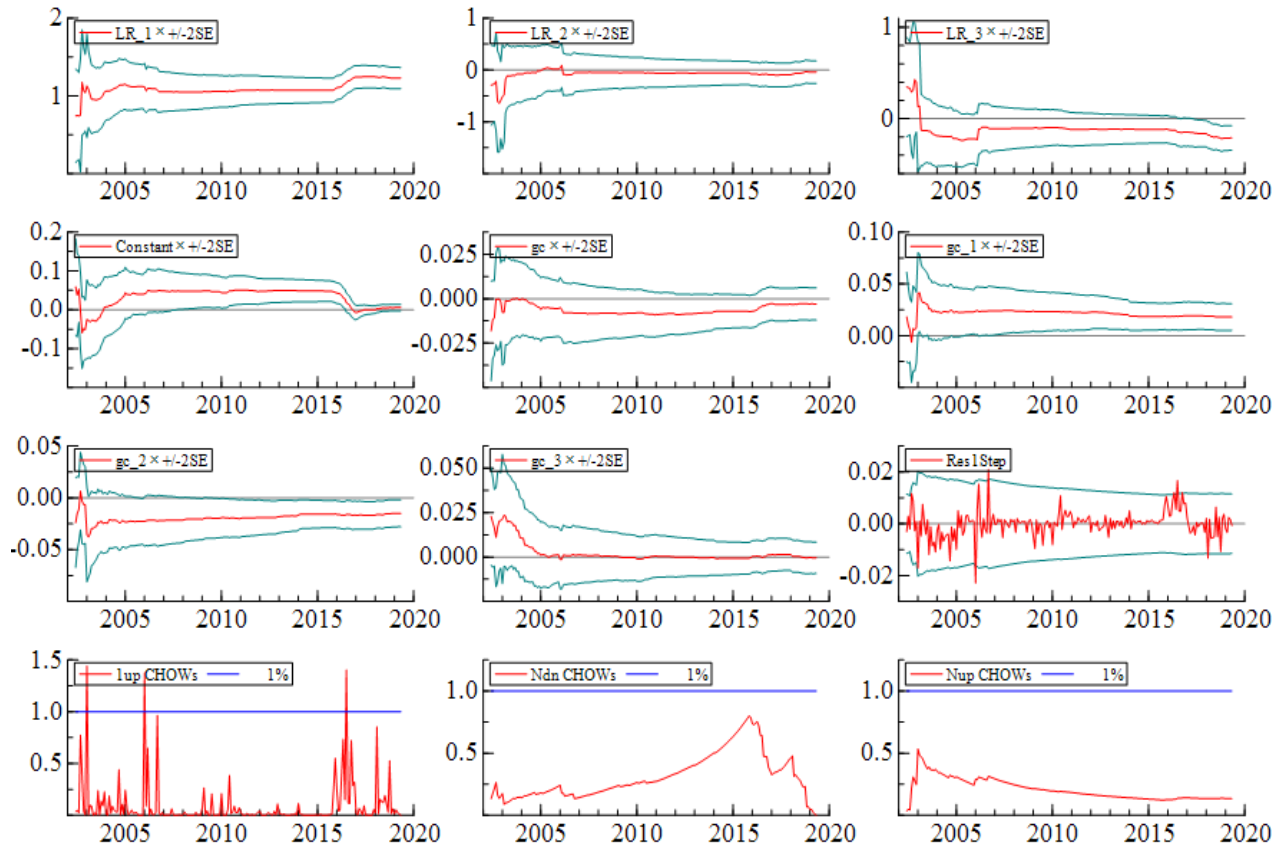 2
LR_1 × +/-2SE
1
2005 2010 2015 2020
1
LR_2 × +/-2SE
0
-1
2005 2010 2015 2020
1
LR_3 × +/-2SE
0
2005 2010 2015 2020
0.2
Constant × +/-2SE
0.1
0.0
-0.1
2005 2010 2015 2020
gc × +/-2SE
0.025
0.000
-0.025
2005 2010 2015 2020
0.10
gc_1 × +/-2SE
0.05
0.00
2005 2010 2015 2020
0.05
gc_2 × +/-2SE
0.00
-0.05
2005 2010 2015 2020
gc_3 × +/-2SE
0.050
0.025
0.000
2005 2010 2015 2020
Res1Step
0.02
0.00
-0.02
2005 2010 2015 2020
1.5
1up CHOWs 1%
1.0
0.5
2005 2010 2015 2020
Ndn CHOWs 1%
1.0
0.5
2005 2010 2015 2020
Nup CHOWs 1%
1.0
0.5
2005 2010 2015 2020